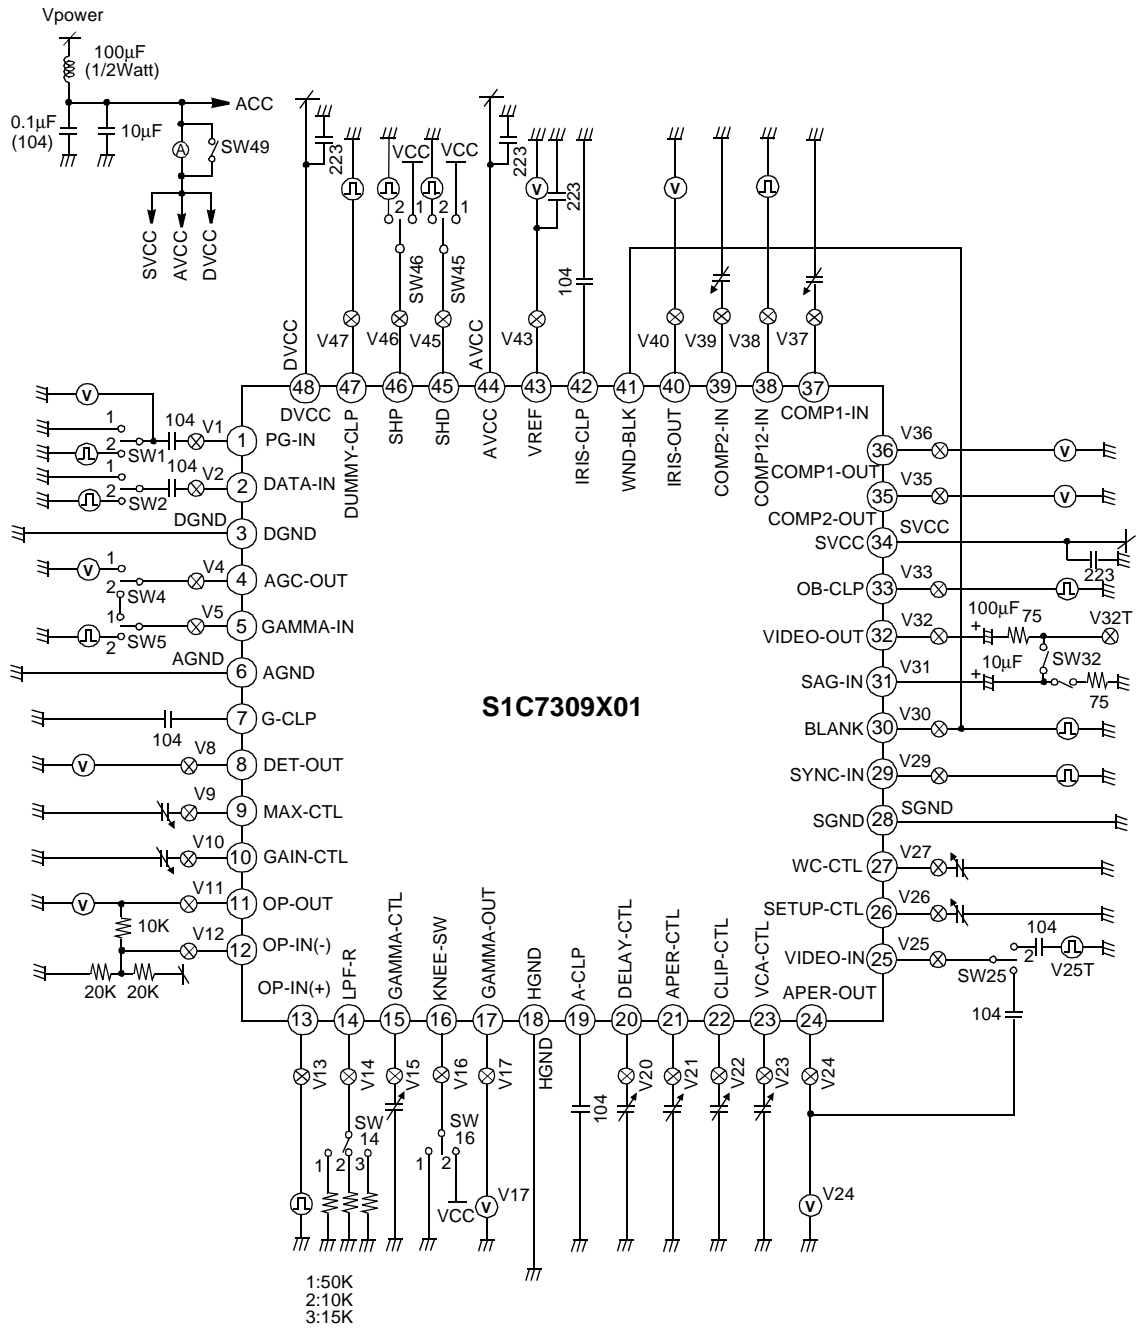 Vpower
100µF
(1/2Watt)
ACC
0.1µF
(104)
10µF
A
SW49
SVCC
AVCC
DVCC
223
VCC
VCC
223
V
223
V
2 1 2 1
SW46
SW45
104
DVCC
V47
V46
V45
AVCC
V43
V40
V39
V38
V37
48 47 46 45 44 43 42 41 40 39 38 37
DVCC
DUMMY-CLP
SHP
SHD
AVCC
VREF
IRIS-CLP
WND-BLK
IRIS-OUT
COMP2-IN
COMP12-IN
COMP1-IN
V
1
2
SW1
104
V1
1
PG-IN
1
2
SW2
104
V2
2
DATA-IN
DGND
3
DGND
V
1
2
SW4
V4
4
AGC-OUT
1
2
SW5
V5
5
GAMMA-IN
AGND
6
AGND
104
7
G-CLP
V
V8
8
DET-OUT
V9
9
MAX-CTL
V10
10
GAIN-CTL
V
V11
11
OP-OUT
10K
V12
12
OP-IN(-)
20K 20K
OP-IN(+)
S1C7309X01
V36
36
COMP1-OUT
V
V35
35
COMP2-OUT
V
SVCC
34
SVCC
223
OB-CLP
33
V33
VIDEO-OUT
32
V32
100µF
+
75
V32T
SW32
SAG-IN
31
V31
10µF
+
75
BLANK
30
V30
SYNC-IN
29
V29
SGND
28
SGND
WC-CTL
27
V27
SETUP-CTL
26
V26
VIDEO-IN
25
V25
SW25
104
2
V25T
104
APER-OUT
LPF-R
GAMMA-CTL
KNEE-SW
GAMMA-OUT
HGND
A-CLP
DELAY-CTL
APER-CTL
CLIP-CTL
VCA-CTL
13 14 15 16 17 18 19 20 21 22 23 24
V13
V14
V15
V16
V17
HGND
104
V20
V21
V22
V23
V24
SW
14
1 2 3
SW
16
1 2
VCC
V
V17
V
V24
1:50K
2:10K
3:15K